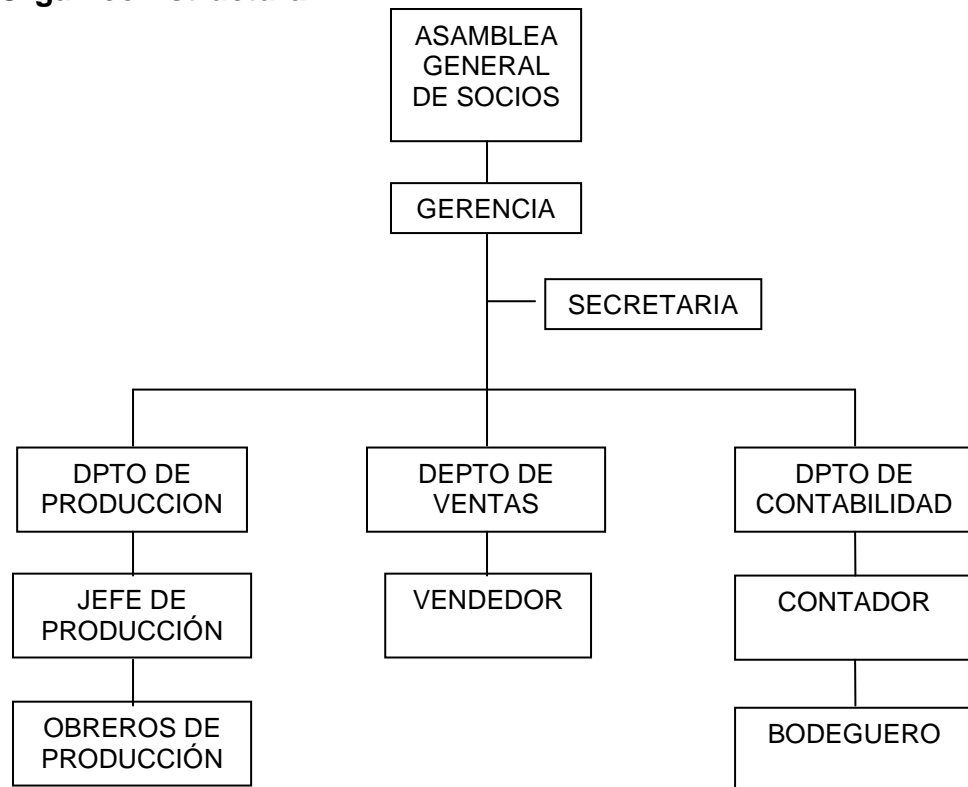 ASAMBLEA
GENERAL
DE SOCIOS
GERENCIA
SECRETARIA
DPTO DE
PRODUCCION
DEPTO DE
VENTAS
DPTO DE
CONTABILIDAD
JEFE DE
PRODUCCIÓN
VENDEDOR
CONTADOR
OBREROS DE
PRODUCCIÓN
BODEGUERO